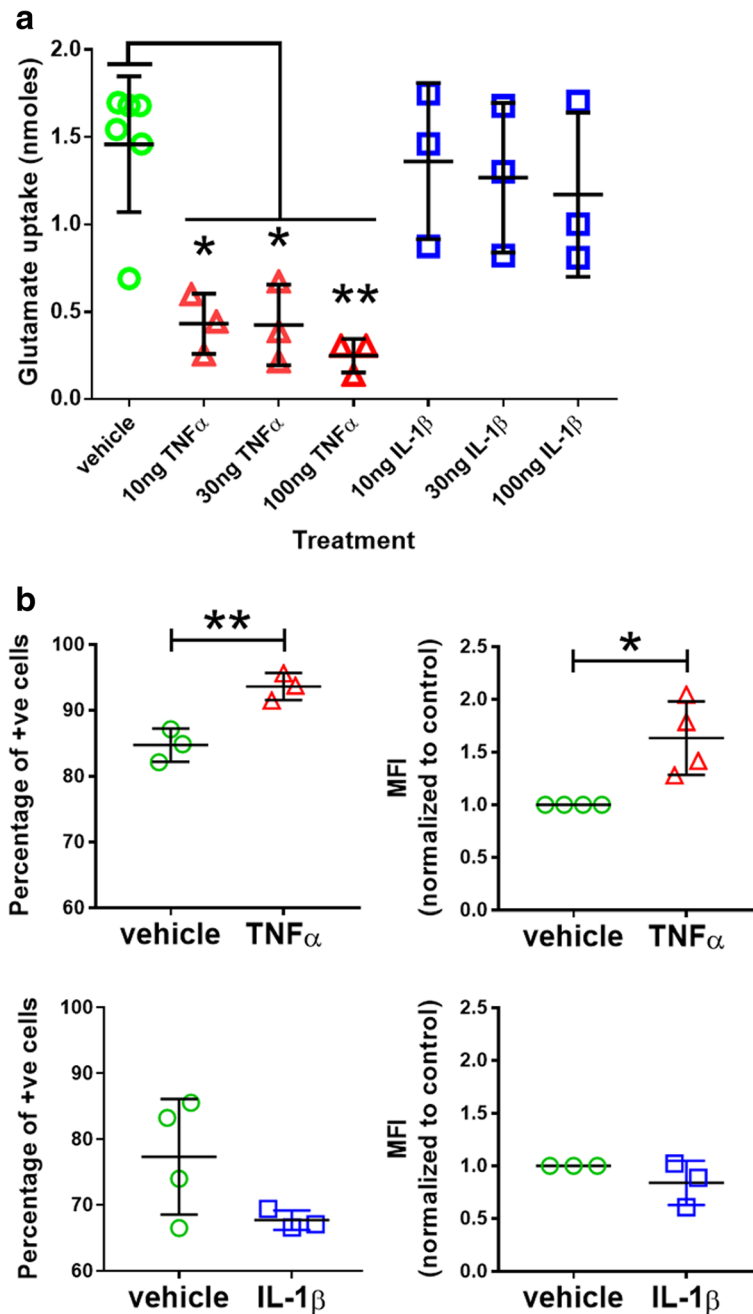 a
Glutamate uptake (nmoles)
2.0
1.5
1.0
0.5
0.0
*
*
**
vehicle
10ng TNFα
30ng TNFα
100ng TNFα
10ng IL-1β
30ng IL-1β
100ng IL-1β
Treatment
b
Percentage of +ve cells
100
90
80
70
60
**
vehicle
TNFα
MFI
(normalized to control)
2.5
2.0
1.5
1.0
0.5
0.0
*
vehicle
TNFα
Percentage of +ve cells
100
90
80
70
60
vehicle
IL-1β
MFI
(normalized to control)
2.5
2.0
1.5
1.0
0.5
0.0
vehicle
IL-1β